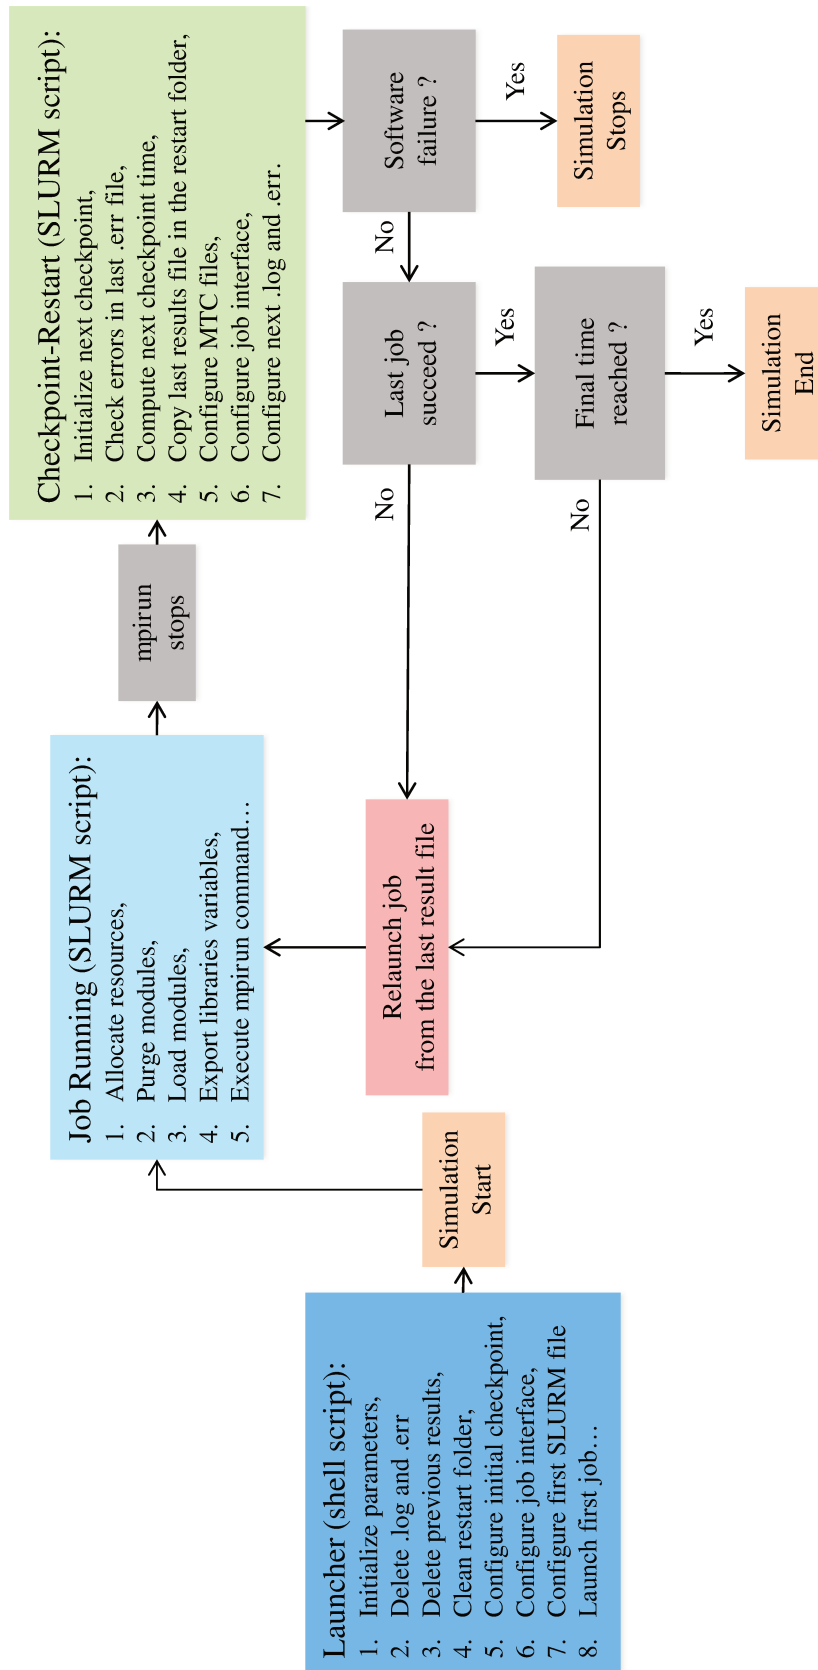 Launcher (shell script):
1. Initialize parameters,
2. Delete .log and .err
3. Delete previous results,
4. Clean restart folder,
5. Configure initial checkpoint,
6. Configure job interface,
7. Configure first SLURM file
8. Launch first job…
Simulation
Start
Job Running (SLURM script):
1. Allocate resources,
2. Purge modules,
3. Load modules,
4. Export libraries variables,
5. Execute mpirun command…
mpirun
stops
Checkpoint-Restart (SLURM script):
1. Initialize next checkpoint,
2. Check errors in last .err file,
3. Compute next checkpoint time,
4. Copy last results file in the restart folder,
5. Configure MTC files,
6. Configure job interface,
7. Configure next .log and .err.
Software
failure ?
Yes
Simulation
Stops
No
Last job
succeed ?
No
Yes
Final time
reached ?
No
Yes
Simulation
End
Relaunch job
from the last result file